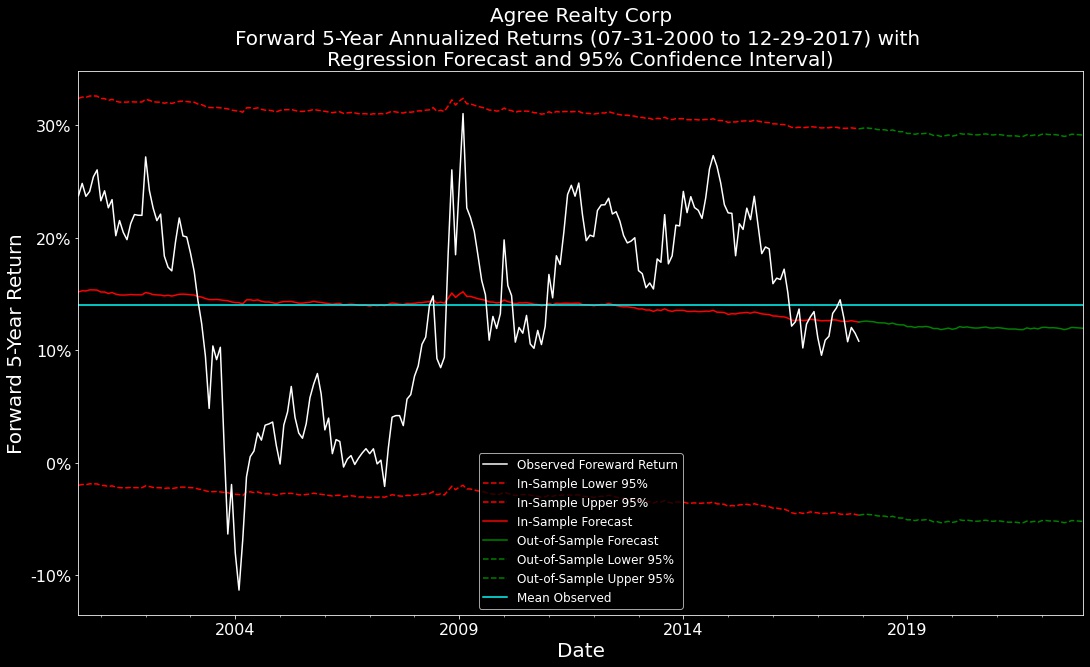 Agree Realty Corp
Forward 5-Year Annualized Returns (07-31-2000 to 12-29-2017) with
Regression Forecast and 95% Confidence Interval)
Forward 5-Year Return
30%
20%
10%
0%
-10%
Observed Foreward Return
In-Sample Lower 95%
In-Sample Upper 95%
In-Sample Forecast
Out-of-Sample Forecast
Out-of-Sample Lower 95%
Out-of-Sample Upper 95%
Mean Observed
2004 2009 2014 2019
Date